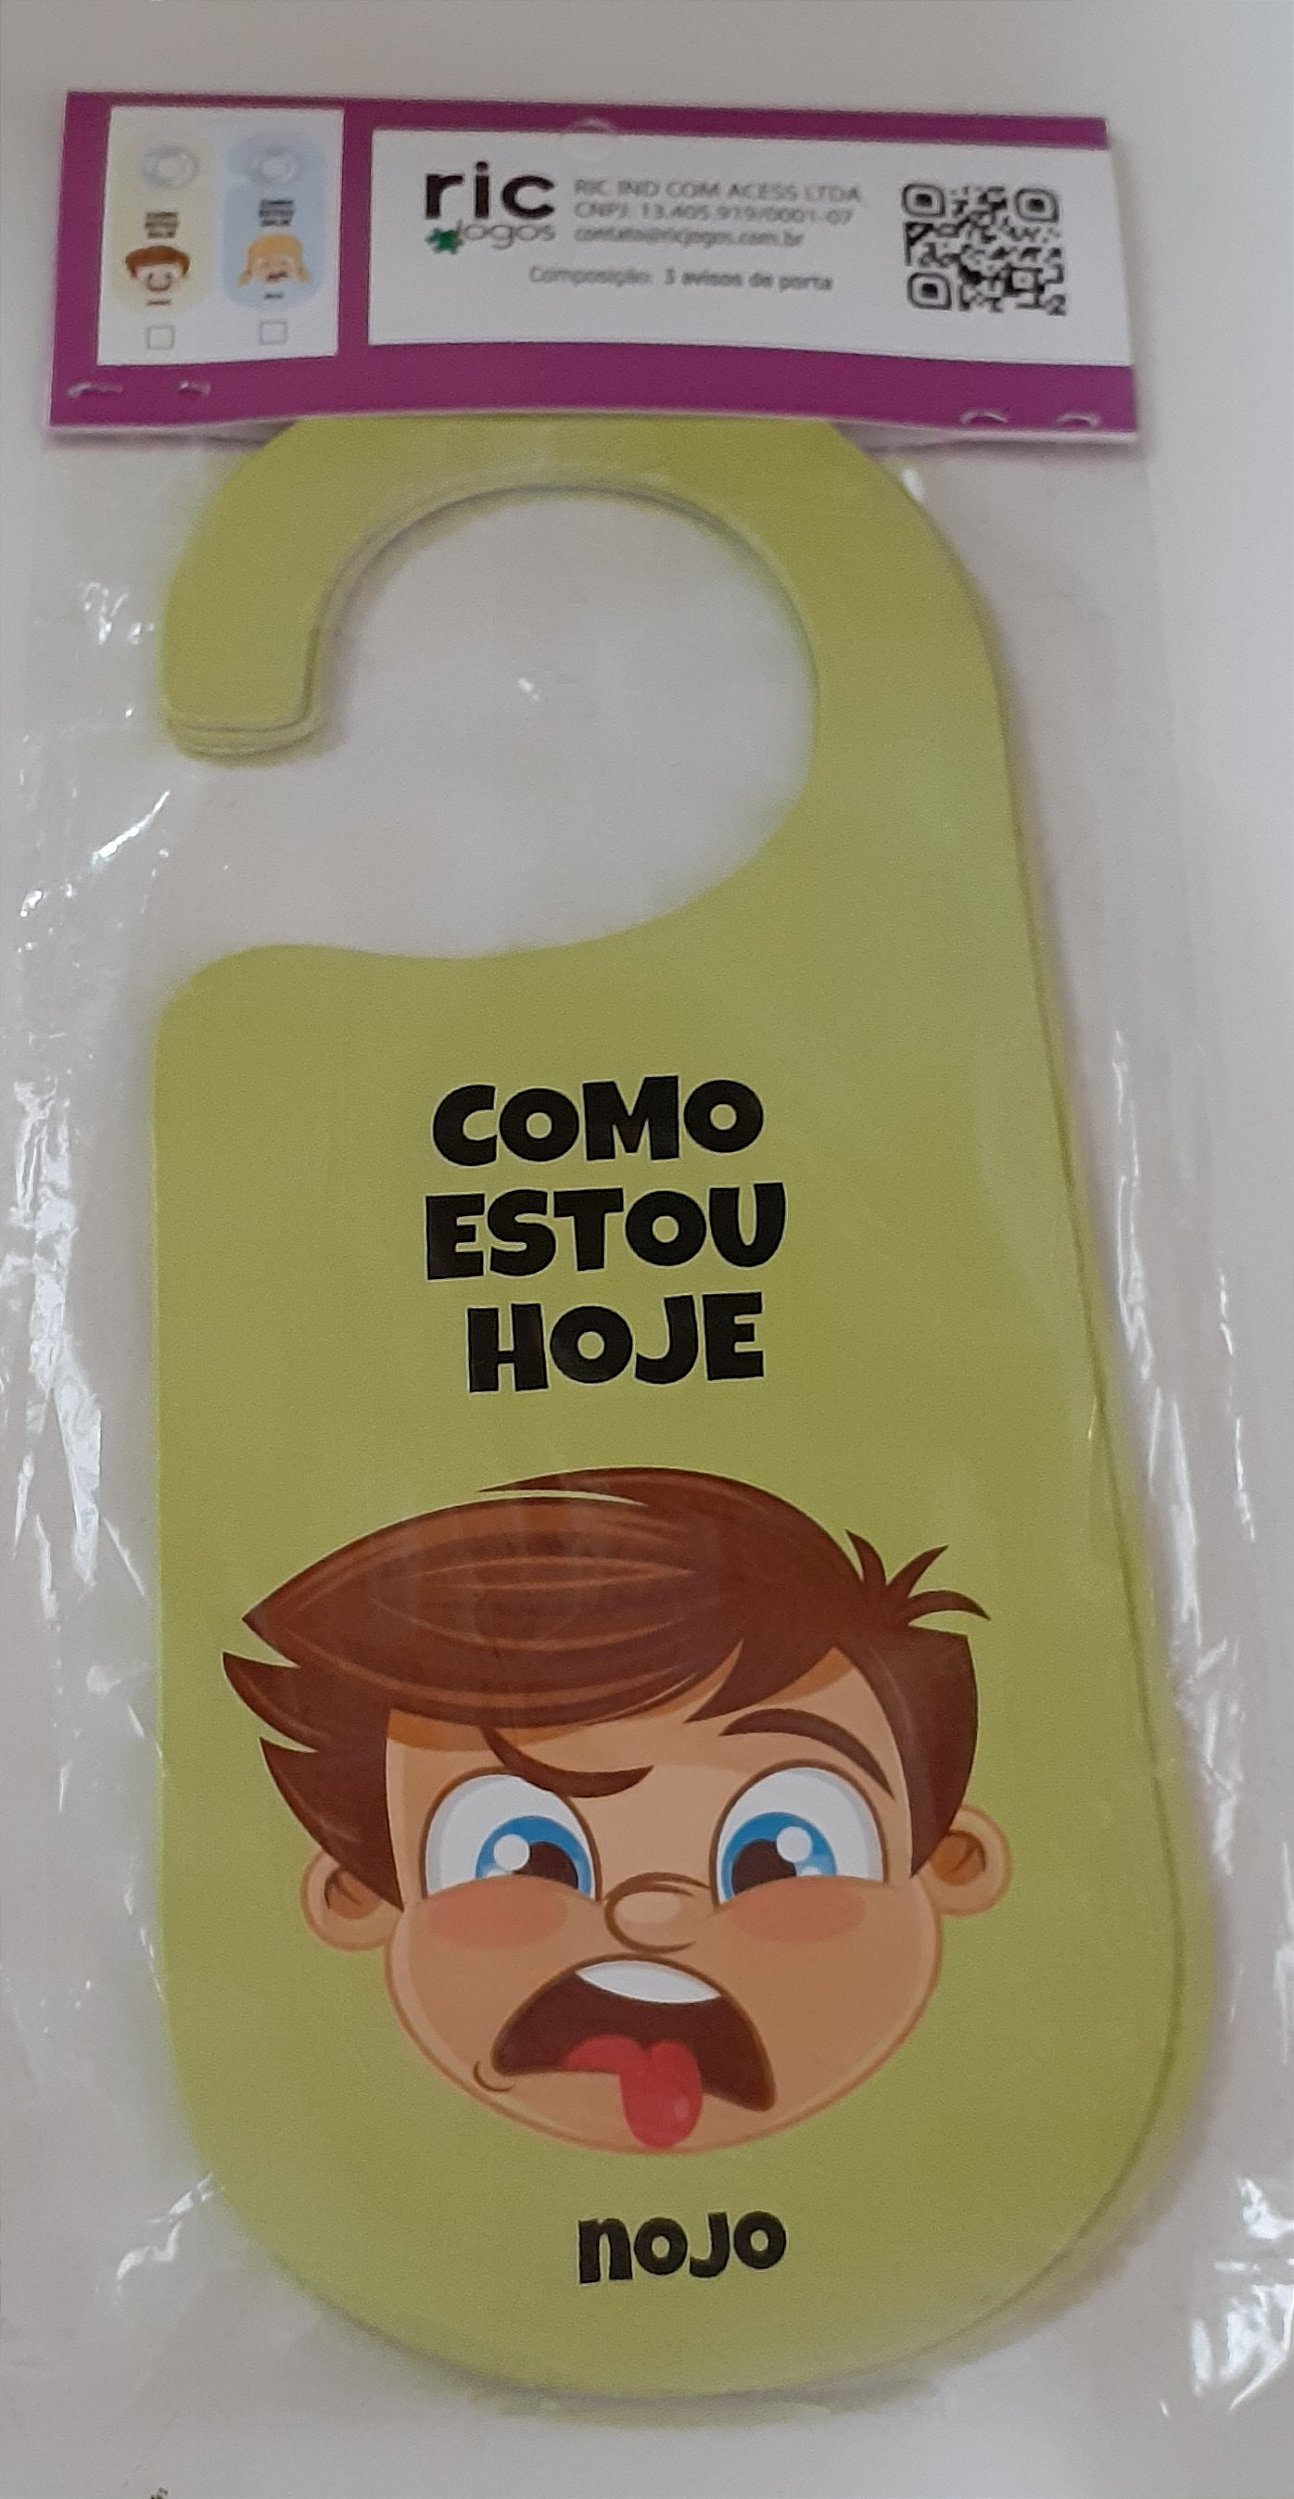 ric
jogos
RIC IND COM ACESS LTDA
CNPJ: 13.405.919/0001-07
contato@ricjogos.com.br
Composição: 3 avisos de porta
COMO
ESTOU
HOJE
nojo